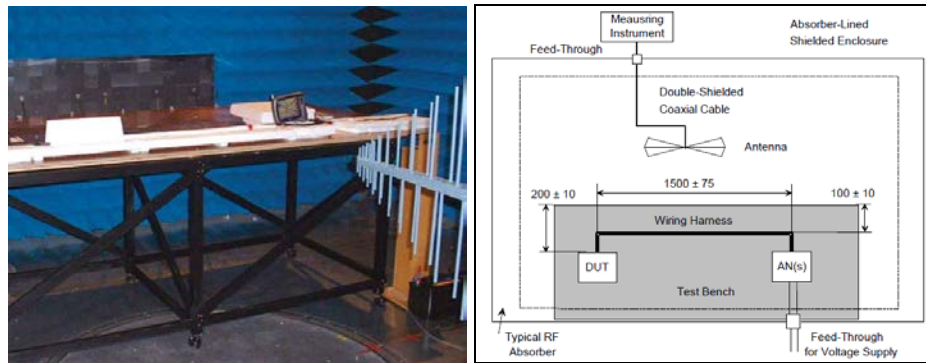 Meausring
Instrument
Absorber-Lined
Shielded Enclosure
Feed-Through
Double-Shielded
Coaxial Cable
Antenna
1500 ± 75
200 ± 10
100 ± 10
Wiring Harness
DUT
AN(s)
Test Bench
Typical RF
Absorber
Feed-Through
for Voltage Supply